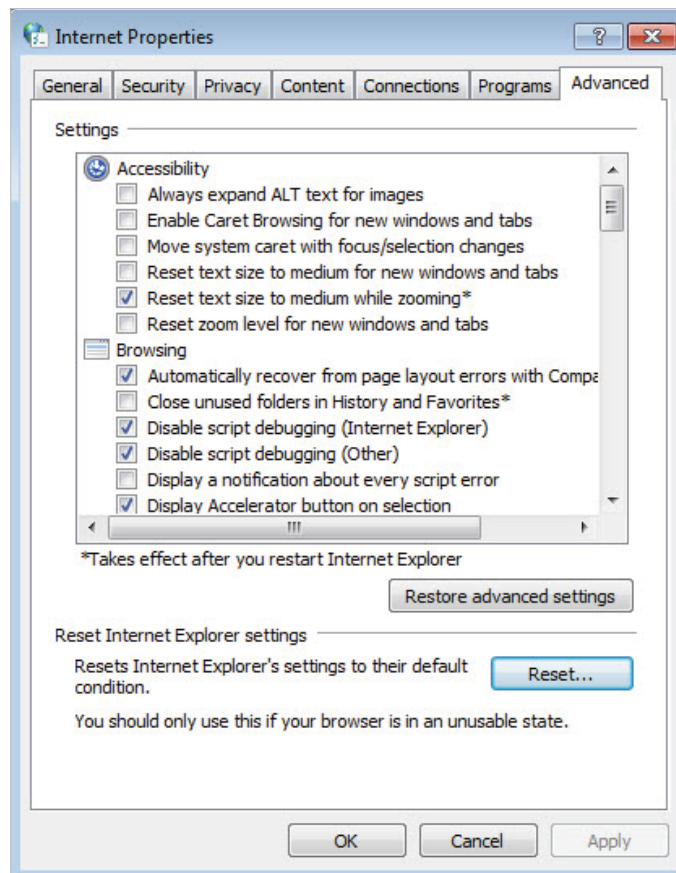 Internet Properties
General Security Privacy Content Connections Programs Advanced
Settings
Accessibility
Always expand ALT text for images
Enable Caret Browsing for new windows and tabs
Move system caret with focus/selection changes
Reset text size to medium for new windows and tabs
Reset text size to medium while zooming*
Reset zoom level for new windows and tabs
Browsing
Automatically recover from page layout errors with Compa
Close unused folders in History and Favorites*
Disable script debugging (Internet Explorer)
Disable script debugging (Other)
Display a notification about every script error
Display Accelerator button on selection
*Takes effect after you restart Internet Explorer
Restore advanced settings
Reset Internet Explorer settings
Resets Internet Explorer's settings to their default
condition.
Reset...
You should only use this if your browser is in an unusable state.
OK Cancel Apply